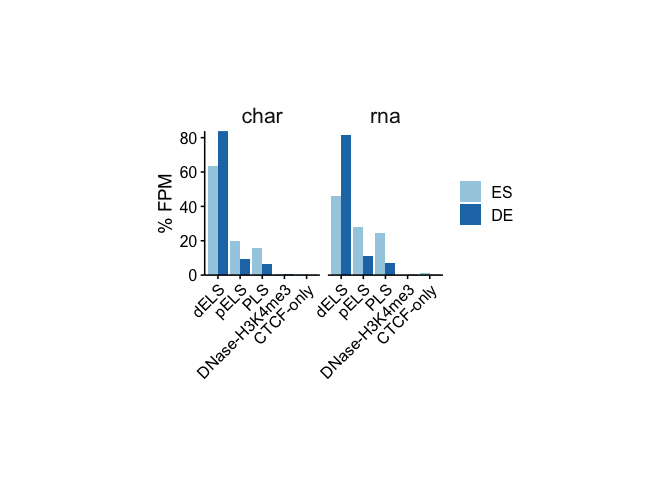 char
rna
% FPM
80
60
40
20
0
dELS
pELS
PLS
DNase-H3K4me3
CTCF-only
dELS
pELS
PLS
DNase-H3K4me3
CTCF-only
ES
DE